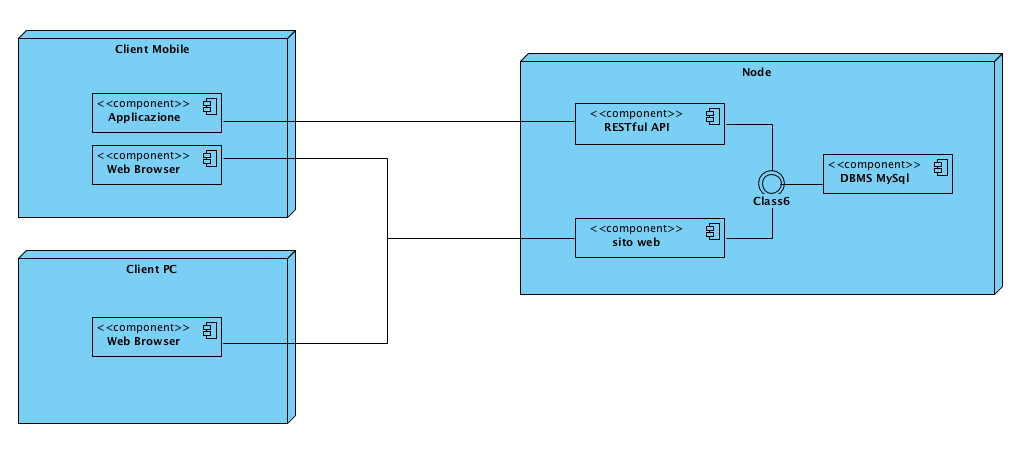 Client Mobile
<<component>>
Applicazione
<<component>>
Web Browser
Client PC
<<component>>
Web Browser
Node
<<component>>
RESTful API
<<component>>
DBMS MySql
Class6
<<component>>
sito web